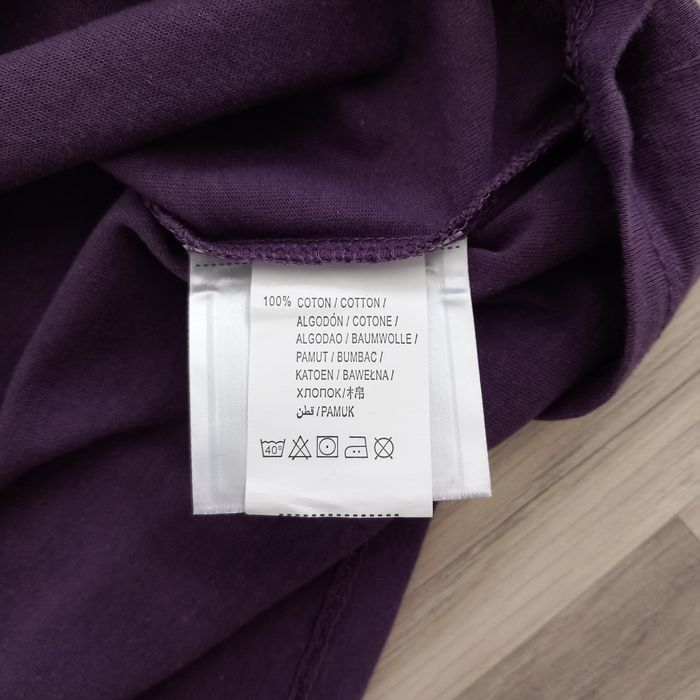 100% COTON / COTTON /
ALGODÓN / COTONE /
ALGODAO / BAUMWOLLE /
PAMUT / BUMBAC /
KATOEN / BAWEŁNA /
ХЛОПОК/棉
قطن /PAMUK
40°